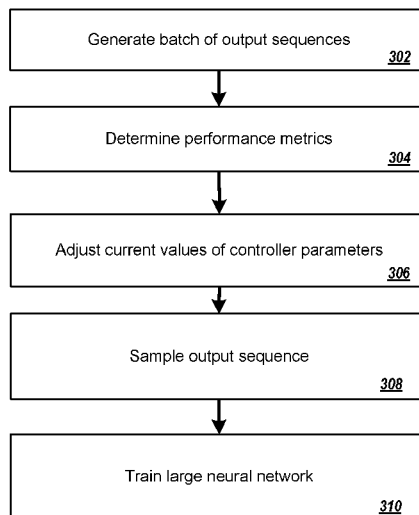 Generate batch of output sequences
302
Determine performance metrics
304
Adjust current values of controller parameters
306
Sample output sequence
308
Train large neural network
310